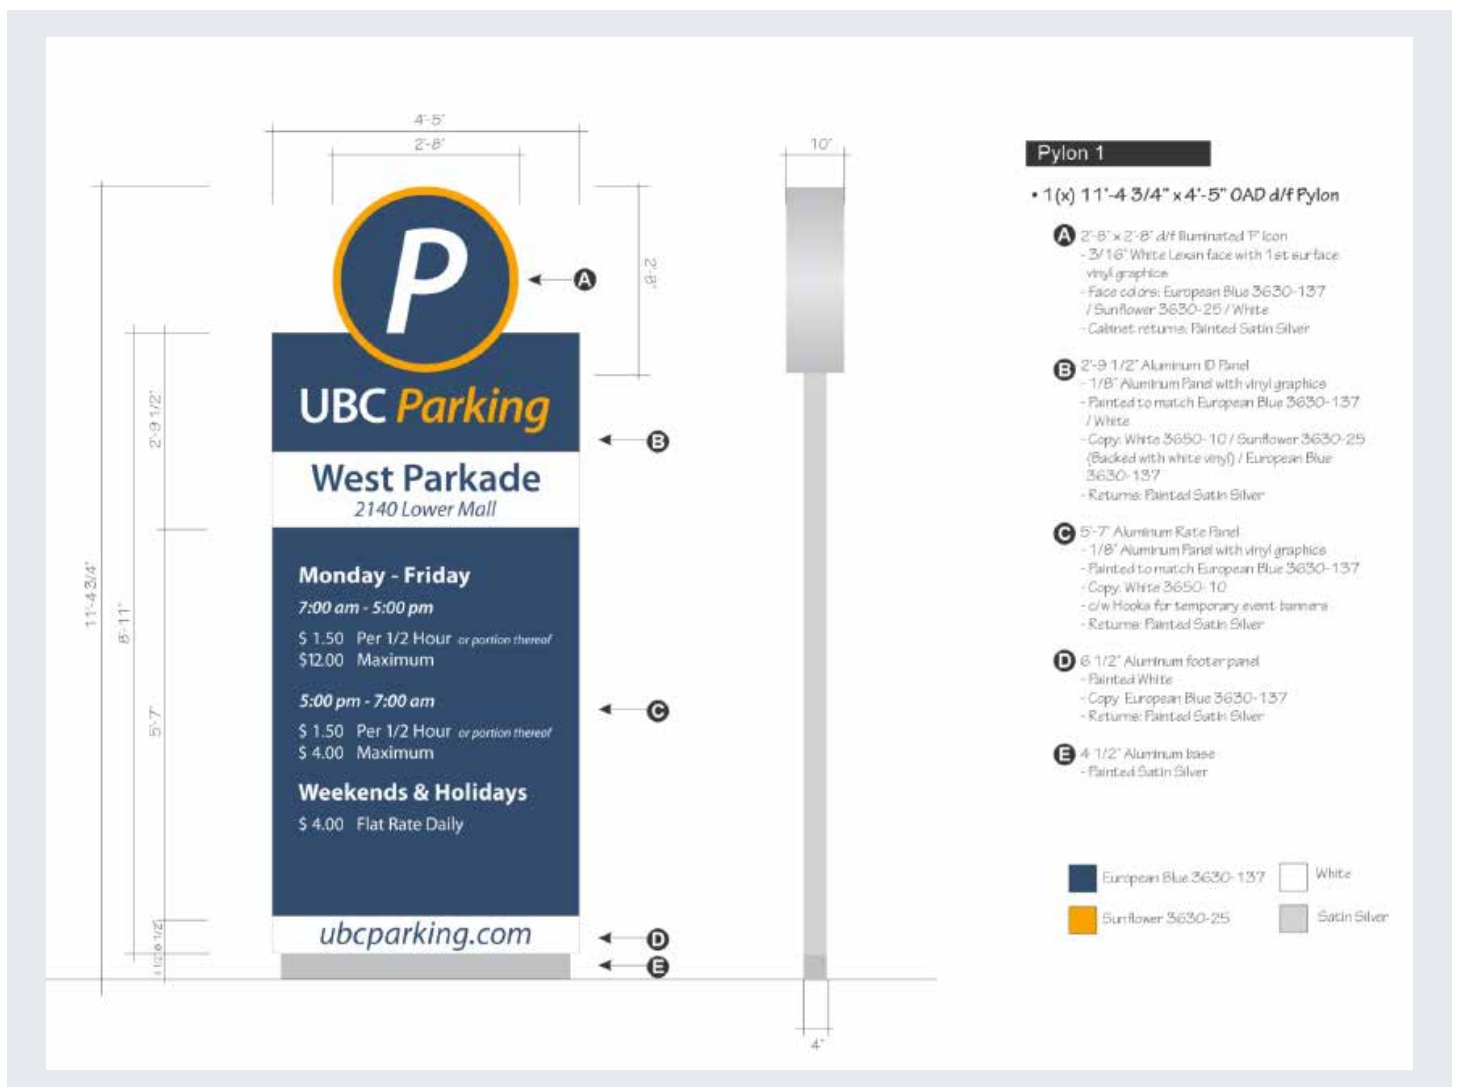 4'-5"
2'-8"
10"
Pylon 1
• 1(x) 11'-4 3/4" x 4'-5" OAD d/f Pylon
P
A
2'-8"
A 2'-8" x 2'-8" d/f Illuminated 'P' Icon
- 3/16" White Lexan face with 1st surface
vinyl graphics
- Face colors: European Blue 3630-137
/ Sunflower 3630-25 / White
- Cabinet returns: Painted Satin Silver
UBC Parking
B
2'-9 1/2"
West Parkade
2140 Lower Mall
B 2'-9 1/2" Aluminum ID Panel
- 1/8" Aluminum Panel with vinyl graphics
- Painted to match European Blue 3630-137
/ White
- Copy: White 3650-10 / Sunflower 3630-25
(Backed with white vinyl) / European Blue
3630-137
- Returns: Painted Satin Silver
11'-4 3/4"
8'-11"
5'-7"
Monday - Friday
7:00 am - 5:00 pm
$ 1.50 Per 1/2 Hour or portion thereof
$12.00 Maximum
5:00 pm - 7:00 am
$ 1.50 Per 1/2 Hour or portion thereof
$ 4.00 Maximum
Weekends & Holidays
$ 4.00 Flat Rate Daily
C
C 5'-7" Aluminum Rate Panel
- 1/8" Aluminum Panel with vinyl graphics
- Painted to match European Blue 3630-137
- Copy: White 3650-10
- c/w Hooks for temporary event banners
- Returns: Painted Satin Silver
D 6 1/2" Aluminum footer panel
- Painted White
- Copy European Blue 3630-137
- Returns: Painted Satin Silver
E 4 1/2" Aluminum base
- Painted Satin Silver
European Blue 3630-137
White
Sunflower 3630-25
Satin Silver
6 1/2"
ubcparking.com
D
4 1/2"
E
4"